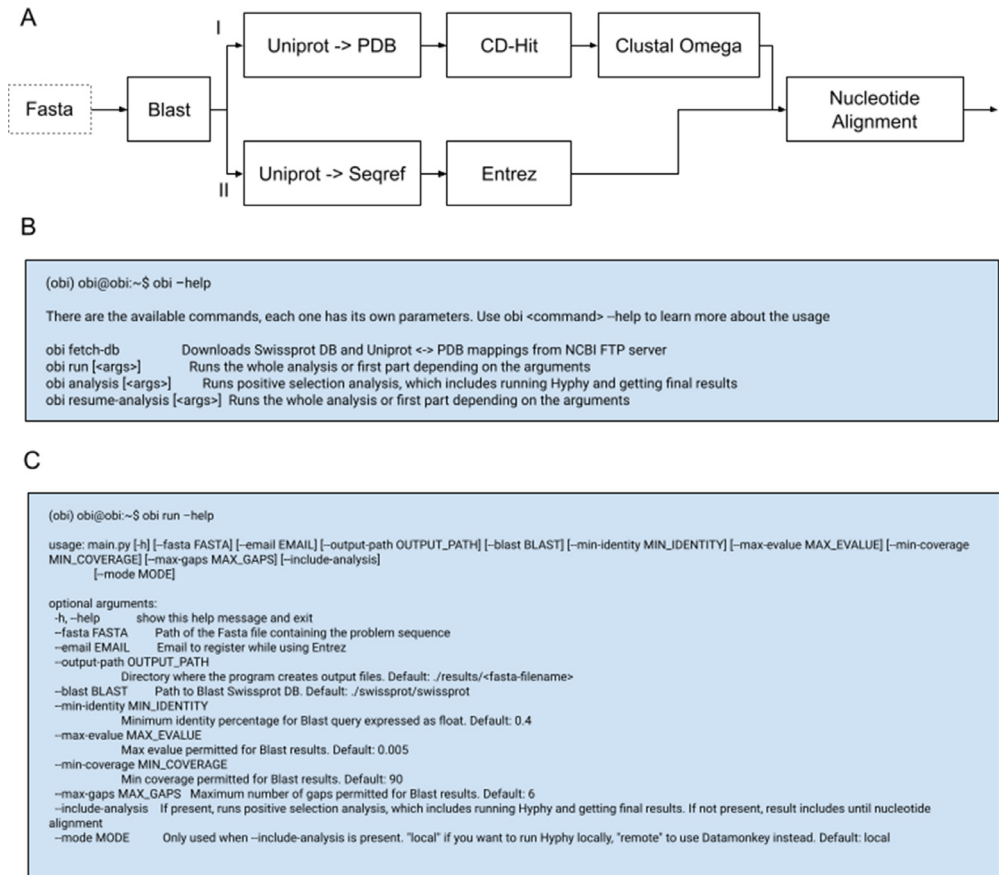 A
I
Uniprot -> PDB
CD-Hit
Clustal Omega
Fasta
Blast
Nucleotide
Alignment
Uniprot -> Seqref
Entrez
II
B
(obi) obi@obi:~$ obi –help
There are the available commands, each one has its own parameters. Use obi <command> --help to learn more about the usage
obi fetch-db Downloads Swissprot DB and Uniprot <-> PDB mappings from NCBI FTP server
obi run [<args>] Runs the whole analysis or first part depending on the arguments
obi analysis [<args>] Runs positive selection analysis, which includes running Hyphy and getting final results
obi resume-analysis [<args>] Runs the whole analysis or first part depending on the arguments
C
(obi) obi@obi:~$ obi run –help
usage: main.py [-h] [--fasta FASTA] [--email EMAIL] [--output-path OUTPUT_PATH] [--blast BLAST] [--min-identity MIN_IDENTITY] [--max-evalue MAX_EVALUE] [--min-coverage
MIN_COVERAGE] [--max-gaps MAX_GAPS] [--include-analysis]
[--mode MODE]
optional arguments:
-h, --help show this help message and exit
--fasta FASTA Path of the Fasta file containing the problem sequence
--email EMAIL Email to register while using Entrez
--output-path OUTPUT_PATH
Directory where the program creates output files. Default: ./results/<fasta-filename>
--blast BLAST Path to Blast Swissprot DB. Default: ./swissprot/swissprot
--min-identity MIN_IDENTITY
Minimum identity percentage for Blast query expressed as float. Default: 0.4
--max-evalue MAX_EVALUE
Max evalue permitted for Blast results. Default: 0.005
--min-coverage MIN_COVERAGE
Min coverage permitted for Blast results. Default: 90
--max-gaps MAX_GAPS Maximum number of gaps permitted for Blast results. Default: 6
--include-analysis If present, runs positive selection analysis, which includes running Hyphy and getting final results. If not present, result includes until nucleotide
alignment
--mode MODE Only used when --include-analysis is present. "local" if you want to run Hyphy locally, "remote" to use Datamonkey instead. Default: local